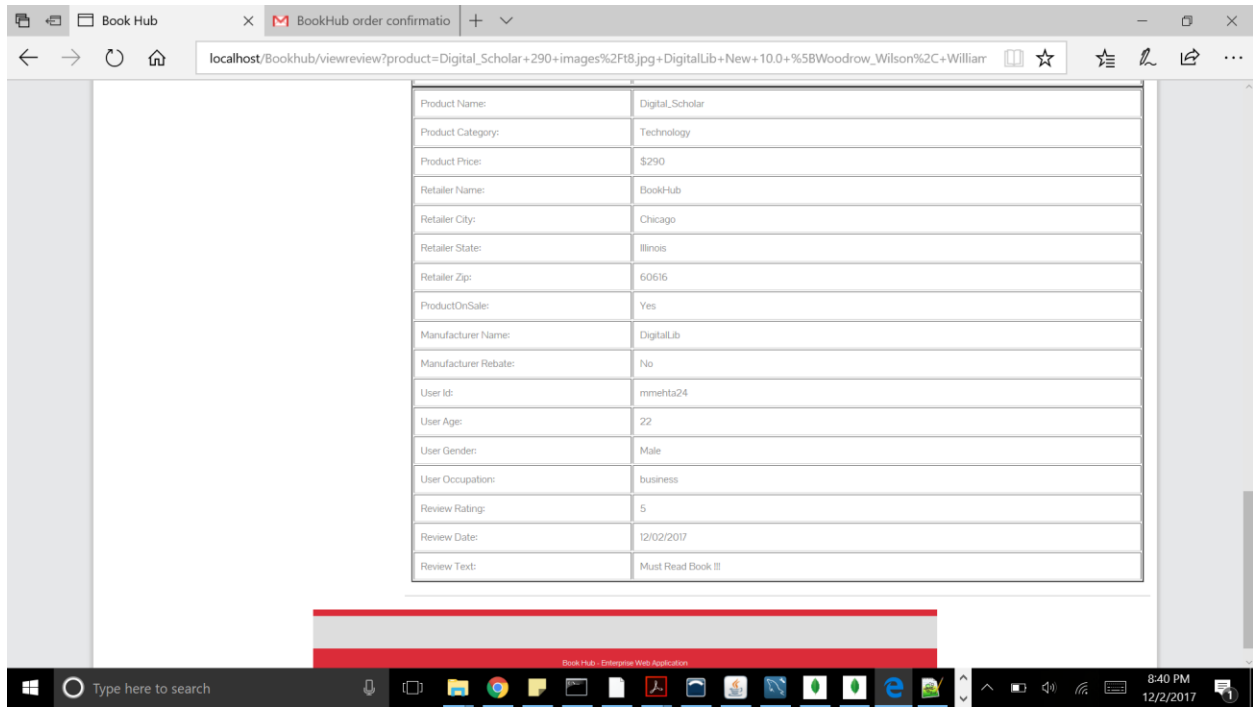 Book Hub
BookHub order confirmatio
localhost/Bookhub/viewreview?product=Digital_Scholar+290+images%2Ft8.jpg+DigitalLib+New+10.0+%5BWoodrow_Wilson%2C+William
Product Name: Digital_Scholar
Product Category: Technology
Product Price: $290
Retailer Name: BookHub
Retailer City: Chicago
Retailer State: Illinois
Retailer Zip: 60616
ProductOnSale: Yes
Manufacturer Name: DigitalLib
Manufacturer Rebate: No
User Id: mmehta24
User Age: 22
User Gender: Male
User Occupation: business
Review Rating: 5
Review Date: 12/02/2017
Review Text: Must Read Book !!!
Book Hub - Enterprise Web Application
Type here to search
8:40 PM
12/2/2017
1